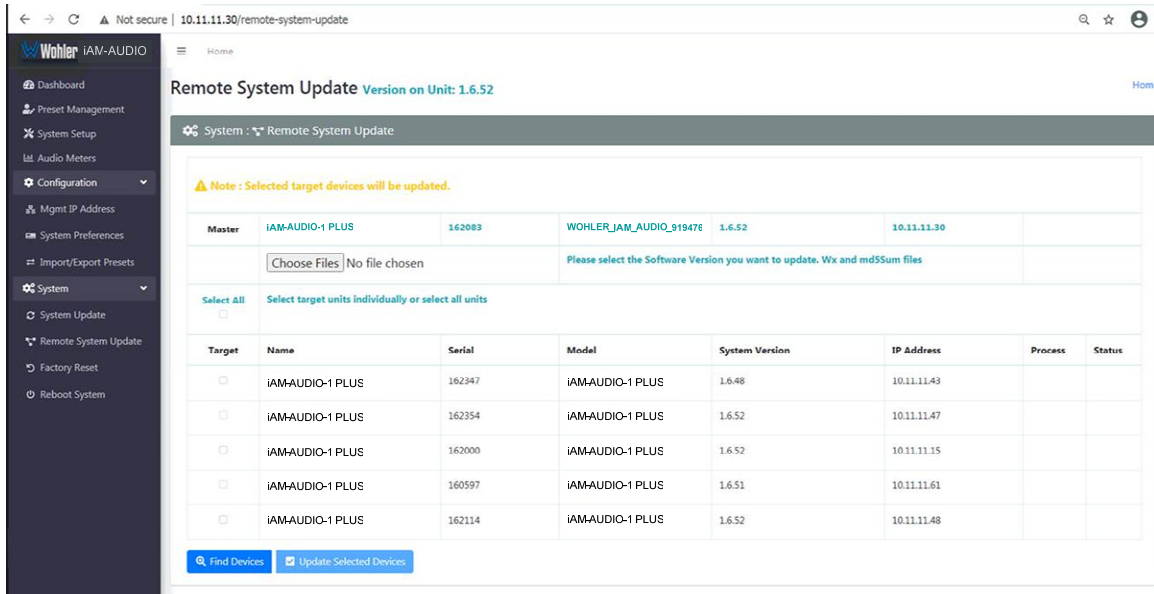 Not secure | 10.11.11.30/remote-system-update
Wohler iAM-AUDIO
Home
Dashboard
Preset Management
System Setup
Audio Meters
Configuration
Mgmt IP Address
System Preferences
Import/Export Presets
System
System Update
Remote System Update
Factory Reset
Reboot System
Remote System Update Version on Unit: 1.6.52
Hom
System : Remote System Update
Note : Selected target devices will be updated.
Master iAM-AUDIO-1 PLUS 162083 WOHLER_IAM_AUDIO_919476 1.6.52 10.11.11.30
Choose Files No file chosen Please select the Software Version you want to update. Wx and md5Sum files
Select All Select target units individually or select all units
Target Name Serial Model System Version IP Address Process Status
iAM-AUDIO-1 PLUS 162347 iAM-AUDIO-1 PLUS 1.6.48 10.11.11.43
iAM-AUDIO-1 PLUS 162354 iAM-AUDIO-1 PLUS 1.6.52 10.11.11.47
iAM-AUDIO-1 PLUS 162000 iAM-AUDIO-1 PLUS 1.6.52 10.11.11.15
iAM-AUDIO-1 PLUS 160597 iAM-AUDIO-1 PLUS 1.6.51 10.11.11.61
iAM-AUDIO-1 PLUS 162114 iAM-AUDIO-1 PLUS 1.6.52 10.11.11.48
Find Devices Update Selected Devices